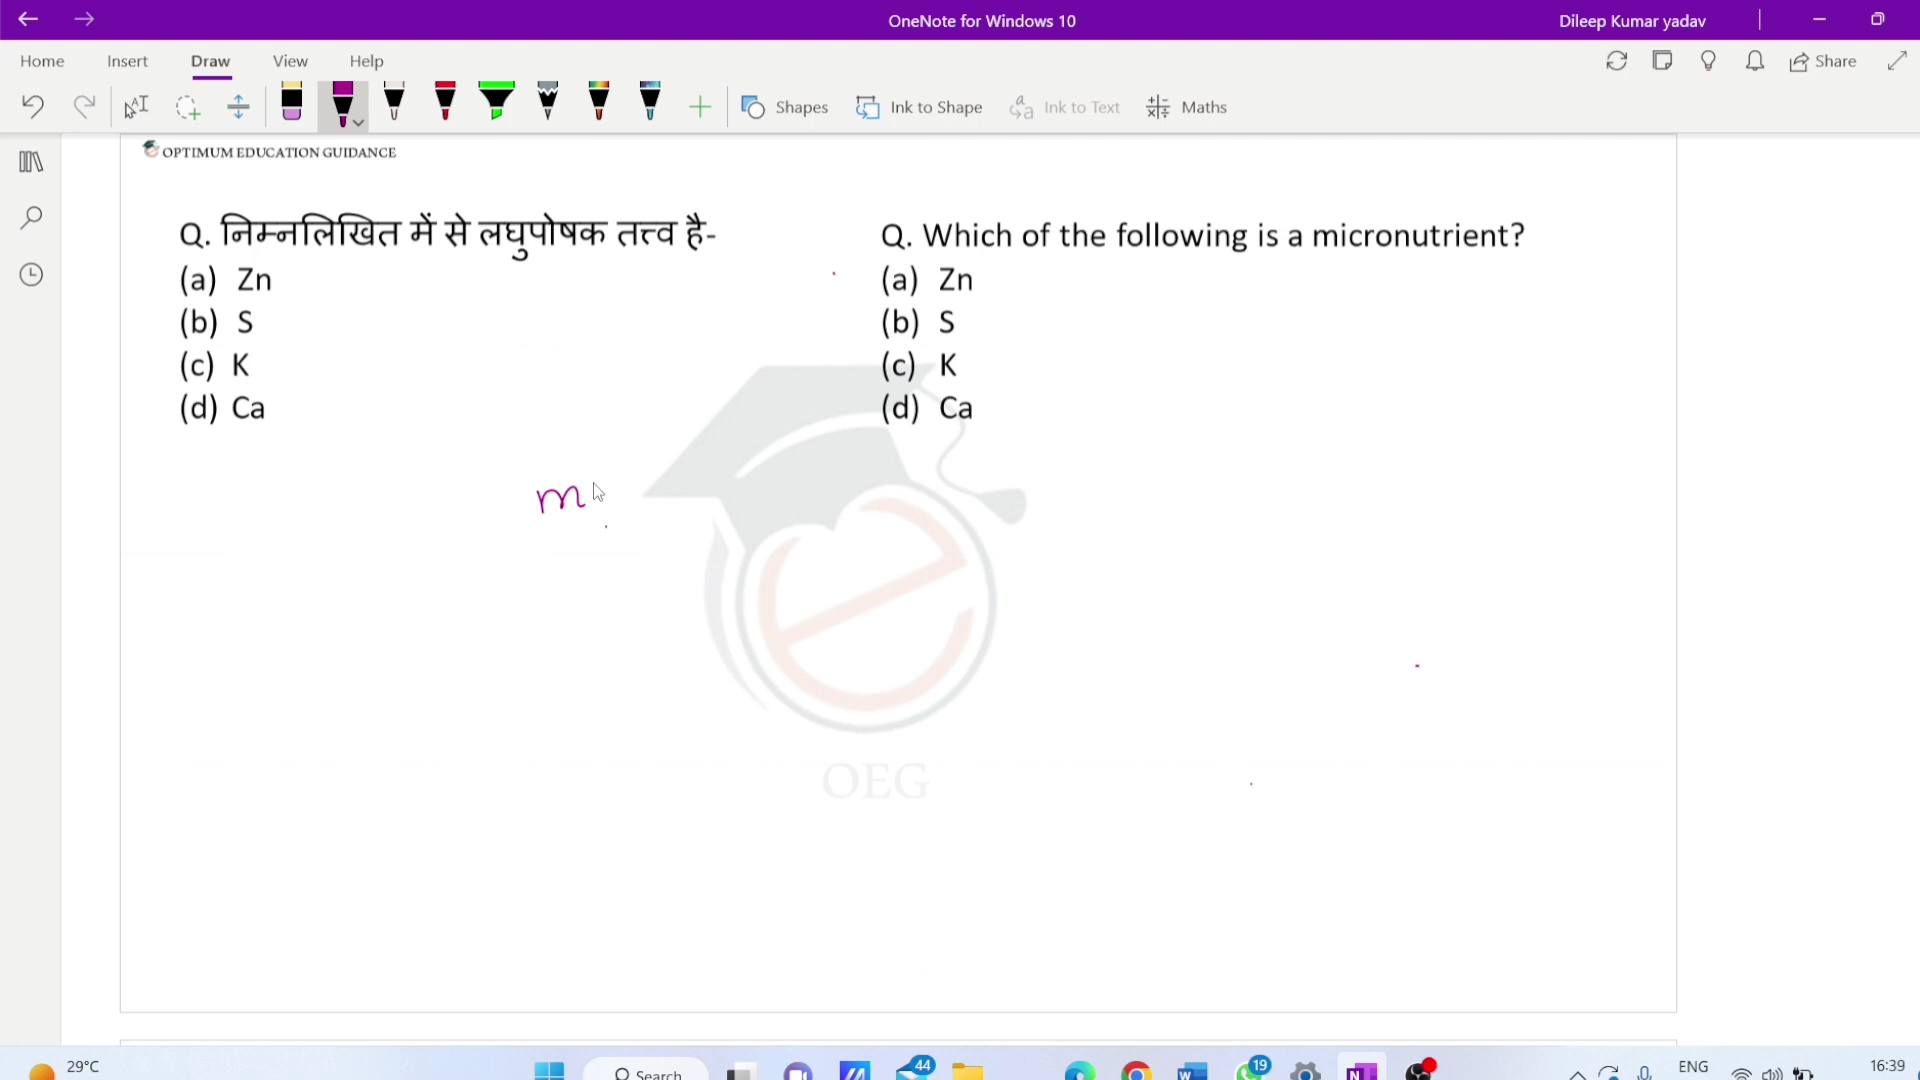 OneNote for Windows 10
Dileep Kumar yadav
Home Insert Draw View Help
Share
Shapes Ink to Shape Ink to Text Maths
OPTIMUM EDUCATION GUIDANCE
Q. निम्नलिखित में से लघुपोषक तत्त्व है-
(a) Zn
(b) S
(c) K
(d) Ca
Q. Which of the following is a micronutrient?
(a) Zn
(b) S
(c) K
(d) Ca
m
OEG
29°C
Search
44
19
ENG
16:39